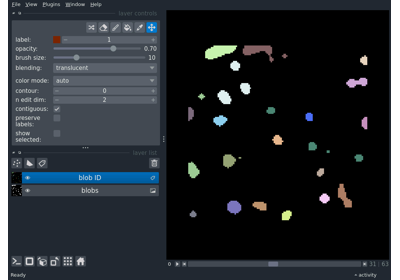 File View Plugins Window Help
layer controls
label: 1
opacity: 0.70
brush size: 10
blending: translucent
color mode: auto
contour: 0
n edit dim: 2
contiguous:
preserve
labels:
show
selected:
layer list
blob ID
blobs
31 63
Ready
activity